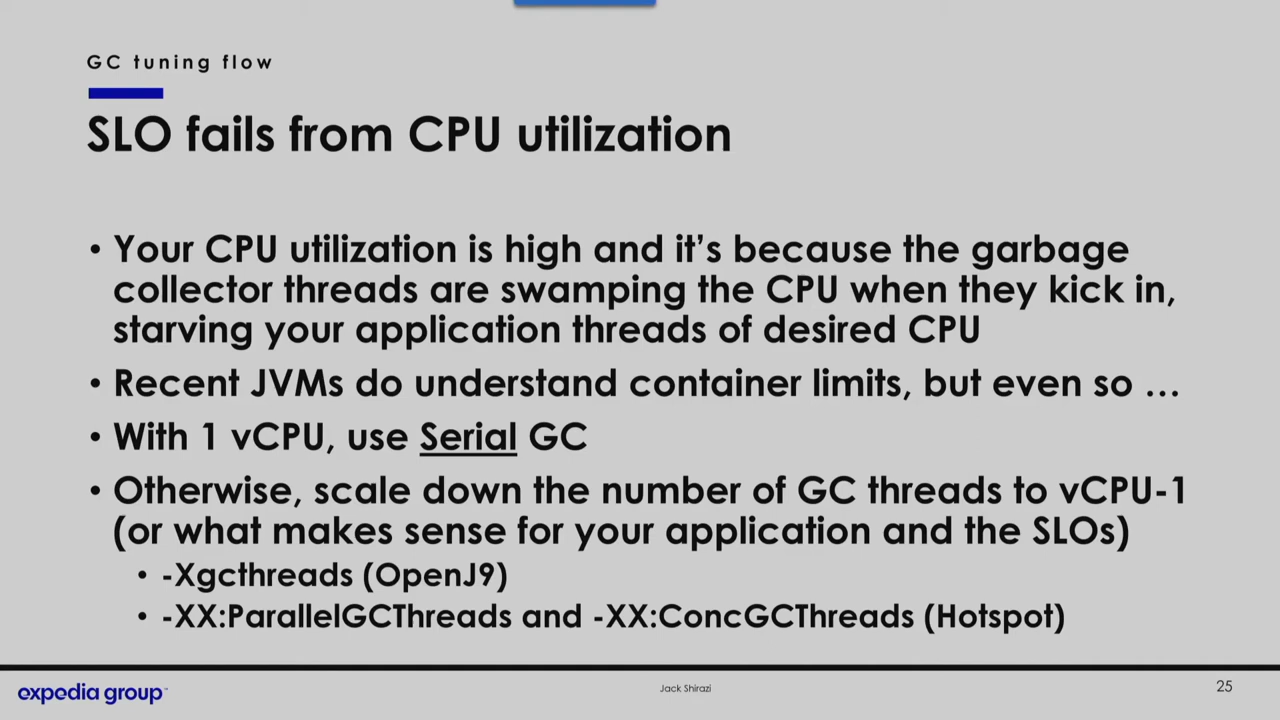 GC tuning flow
SLO fails from CPU utilization
• Your CPU utilization is high and it’s because the garbage
collector threads are swamping the CPU when they kick in,
starving your application threads of desired CPU
• Recent JVMs do understand container limits, but even so …
• With 1 vCPU, use Serial GC
• Otherwise, scale down the number of GC threads to vCPU-1
(or what makes sense for your application and the SLOs)
• -Xgcthreads (OpenJ9)
• -XX:ParallelGCThreads and -XX:ConcGCThreads (Hotspot)
expedia group™
Jack Shirazi
25